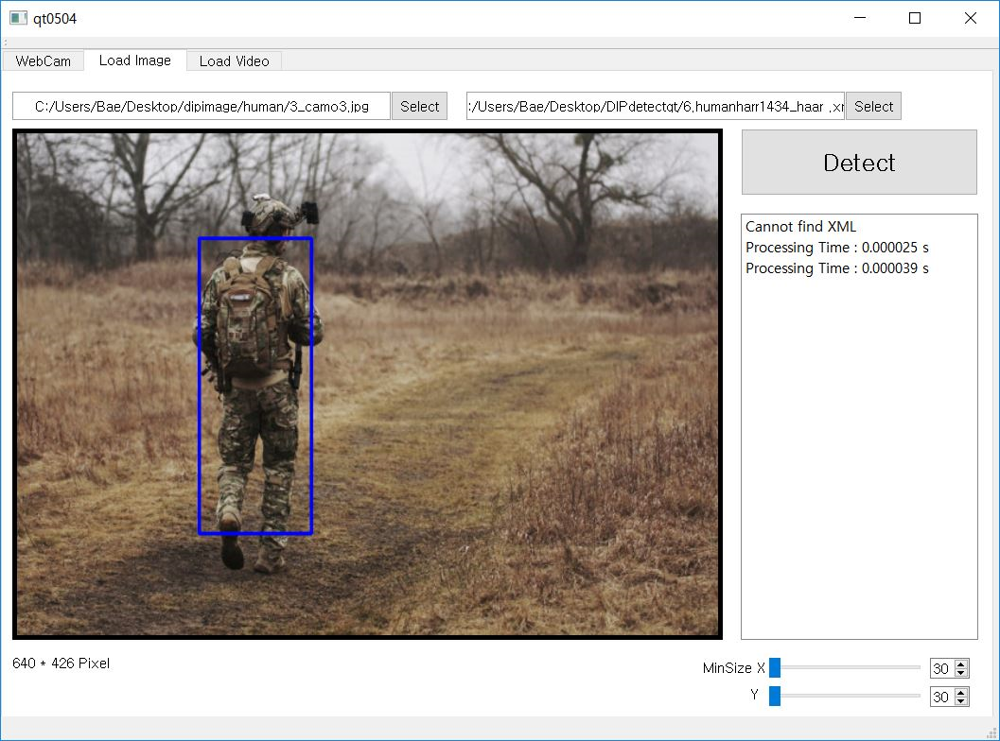 qt0504
WebCam Load Image Load Video
C:/Users/Bae/Desktop/dipimage/human/3_camo3.jpg Select :/Users/Bae/Desktop/DIPdetectqt/6.humanharr1434_haar .xr Select
Detect
Cannot find XML
Processing Time : 0.000025 s
Processing Time : 0.000039 s
640 * 426 Pixel
MinSize X 30
Y 30